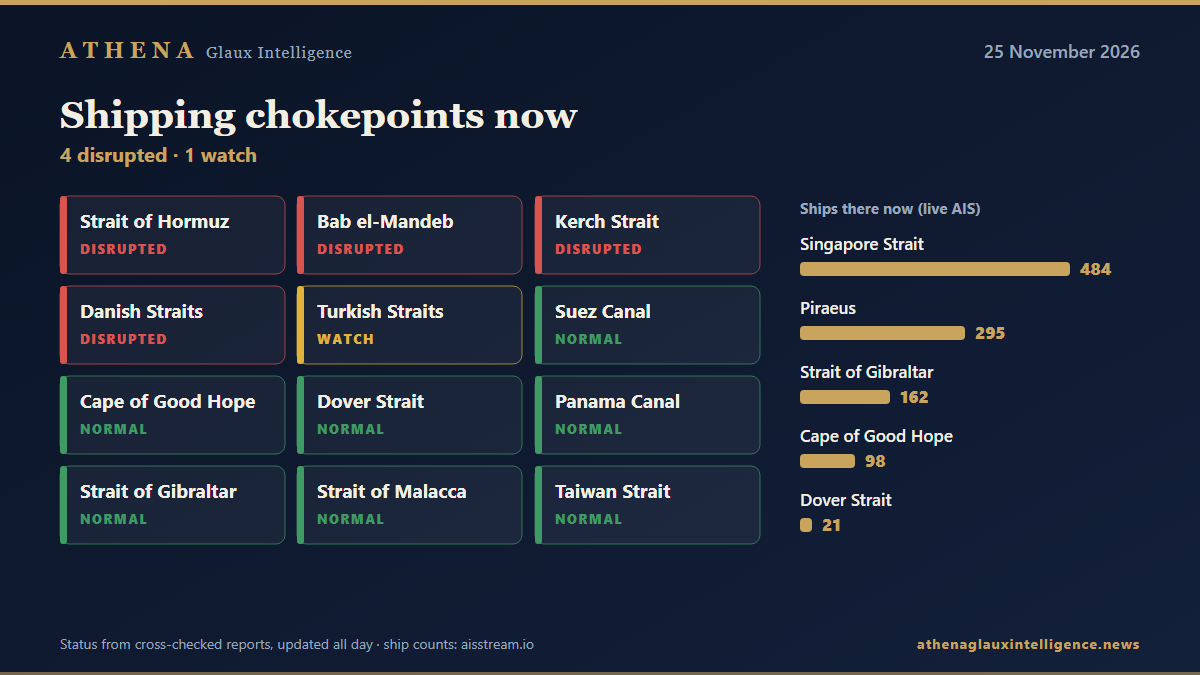 ATHENA Glaux Intelligence
25 November 2026
Shipping chokepoints now
4 disrupted · 1 watch
Strait of Hormuz
DISRUPTED
Bab el-Mandeb
DISRUPTED
Kerch Strait
DISRUPTED
Danish Straits
DISRUPTED
Turkish Straits
WATCH
Suez Canal
NORMAL
Cape of Good Hope
NORMAL
Dover Strait
NORMAL
Panama Canal
NORMAL
Strait of Gibraltar
NORMAL
Strait of Malacca
NORMAL
Taiwan Strait
NORMAL
Ships there now (live AIS)
Singapore Strait
484
Piraeus
295
Strait of Gibraltar
162
Cape of Good Hope
98
Dover Strait
21
Status from cross-checked reports, updated all day · ship counts: aisstream.io
athenaglauxintelligence.news